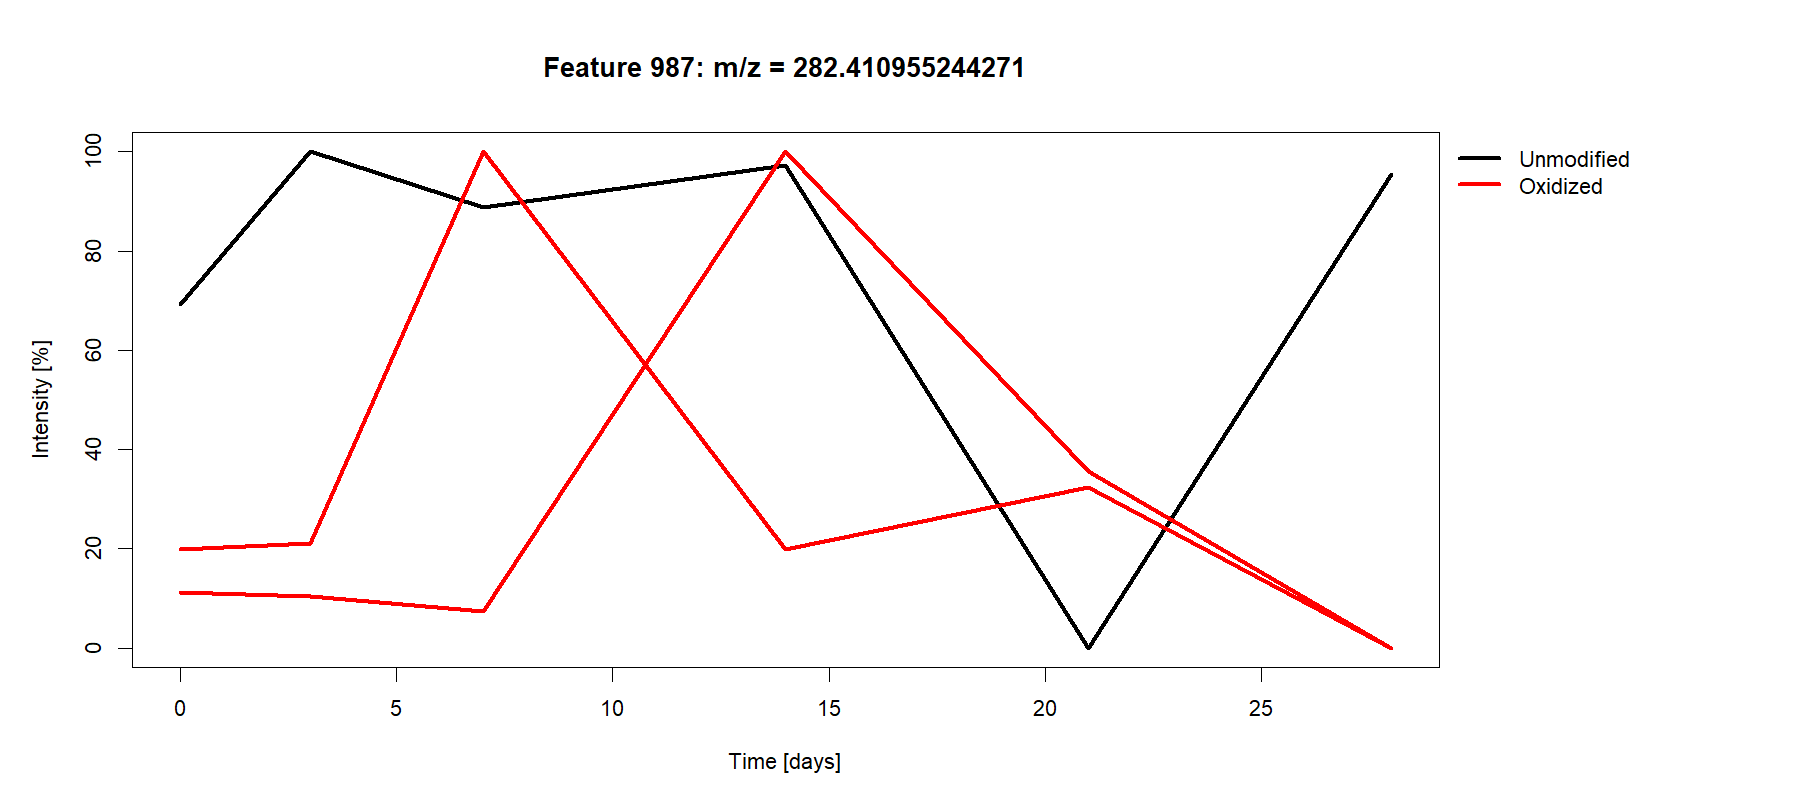 Feature 987: m/z = 282.410955244271
Unmodified
Oxidized
Intensity [%]
100
80
60
40
20
0
0 5 10 15 20 25
Time [days]